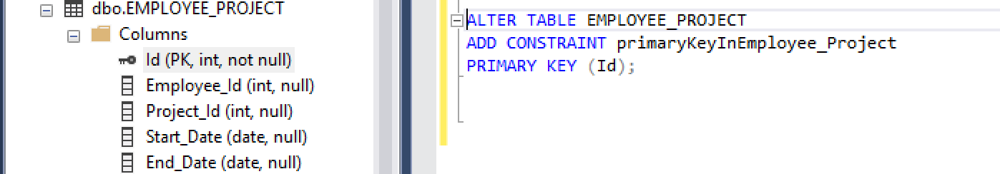 dbo.EMPLOYEE_PROJECT
Columns
Id (PK, int, not null)
Employee_Id (int, null)
Project_Id (int, null)
Start_Date (date, null)
End_Date (date, null)
ALTER TABLE EMPLOYEE_PROJECT
ADD CONSTRAINT primaryKeyInEmployee_Project
PRIMARY KEY (Id);